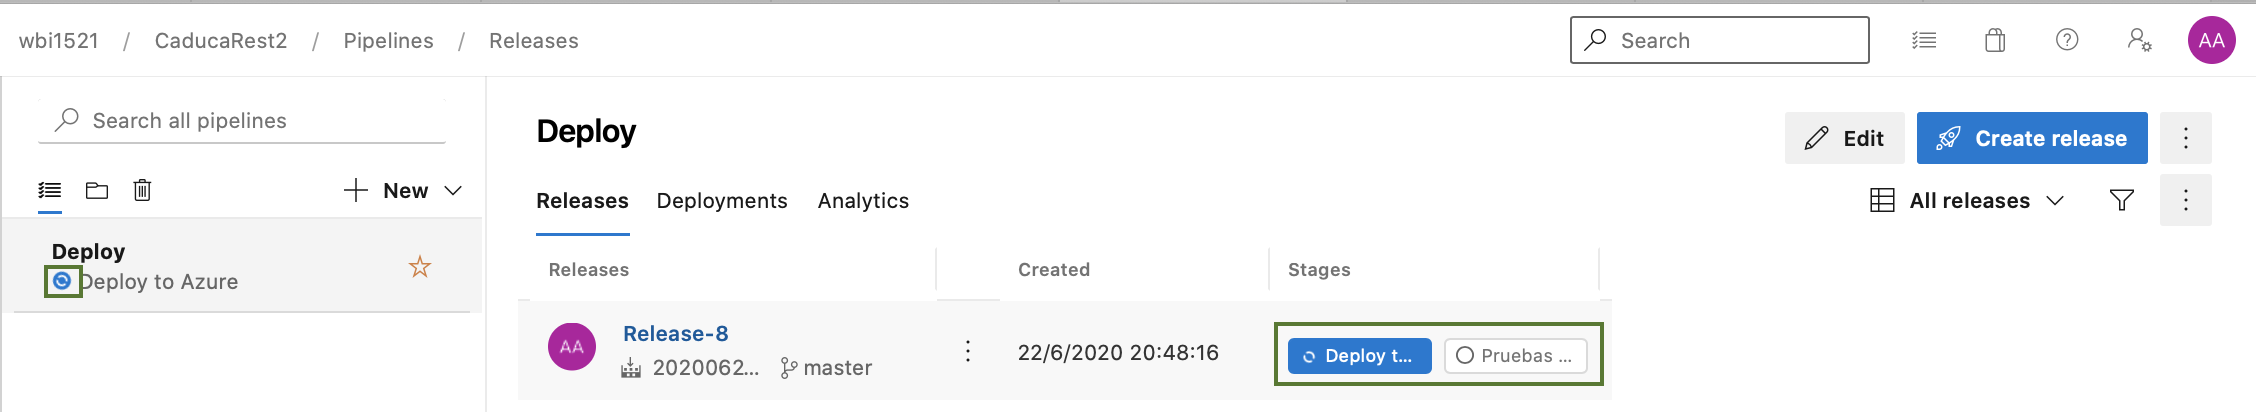 wbi1521 / CaducaRest2 / Pipelines / Releases
Search
AA
Search all pipelines
New
Deploy
Deploy to Azure
Deploy
Edit
Create release
Releases
Deployments
Analytics
All releases
Releases
Created
Stages
AA
Release-8
2020062...
master
22/6/2020 20:48:16
Deploy t...
Pruebas ...